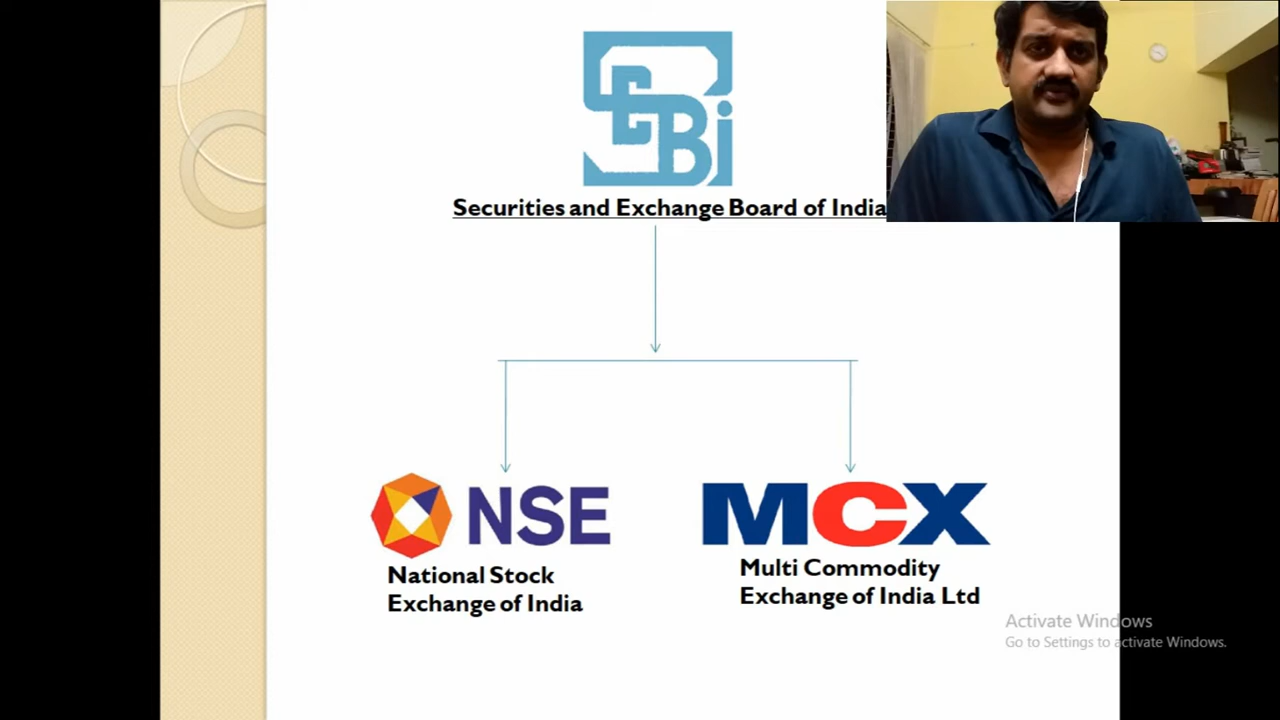 SEBi
Securities and Exchange Board of India
NSE
National Stock
Exchange of India
MCX
Multi Commodity
Exchange of India Ltd
Activate Windows
Go to Settings to activate Windows.